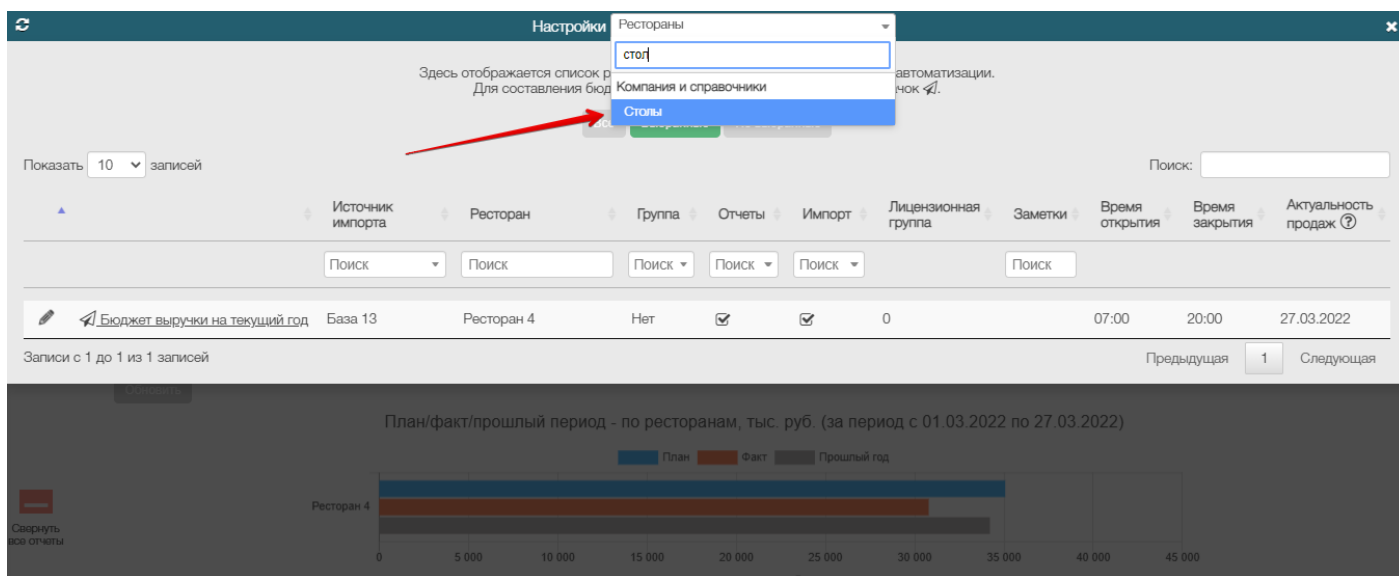 Настройки Рестораны
стол
Здесь отображается список р
автоматизации.
Компания и справочники
Для составления бюд
чок
Столы
Все
Показать 10 записей
Поиск:
Источник импорта
Ресторан
Группа
Отчеты
Импорт
Лицензионная группа
Заметки
Время открытия
Время закрытия
Актуальность продаж ?
Поиск Поиск Поиск Поиск Поиск Поиск
Бюджет выручки на текущий год База 13 Ресторан 4 Нет 0 07:00 20:00 27.03.2022
Записи с 1 до 1 из 1 записей
Предыдущая 1 Следующая
Обновить
План/факт/прошлый период - по ресторанам, тыс. руб. (за период с 01.03.2022 по 27.03.2022)
План Факт Прошлый год
Ресторан 4
Свернуть
все отчеты
0 5 000 10 000 15 000 20 000 25 000 30 000 35 000 40 000 45 000